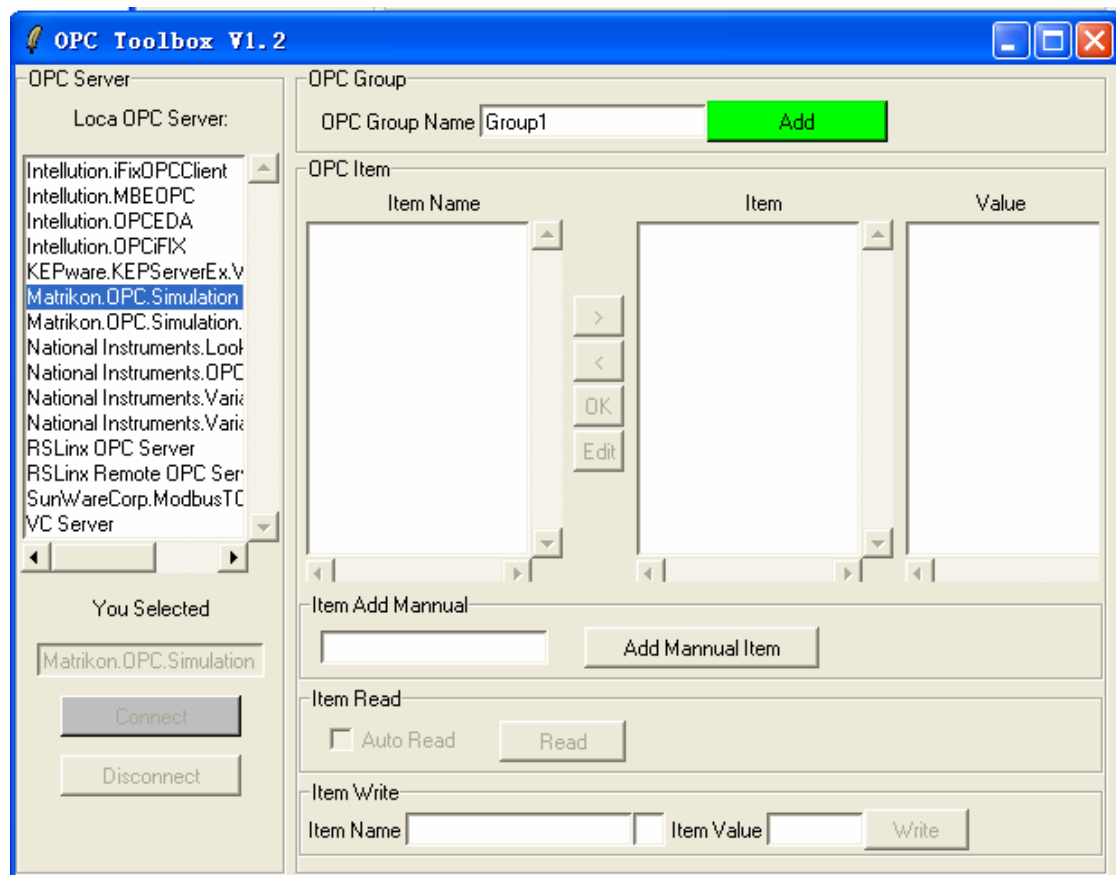 OPC Toolbox V1.2
OPC Server
Loca OPC Server:
Intellution.iFixOPCClient
Intellution.MBEOPC
Intellution.OPCEDA
Intellution.OPCiFIX
KEPware.KEPServerEx.V
Matrikon.OPC.Simulation
Matrikon.OPC.Simulation.
National Instruments.Look
National Instruments.OPC
National Instruments.Varia
National Instruments.Varia
RSLinx OPC Server
RSLinx Remote OPC Ser
SunWareCorp.ModbusTC
VC Server
You Selected
Matrikon.OPC.Simulation
Connect
Disconnect
OPC Group
OPC Group Name Group1 Add
OPC Item
Item Name Item Value
>
<
OK
Edit
Item Add Mannual
Add Mannual Item
Item Read
Auto Read Read
Item Write
Item Name Item Value Write